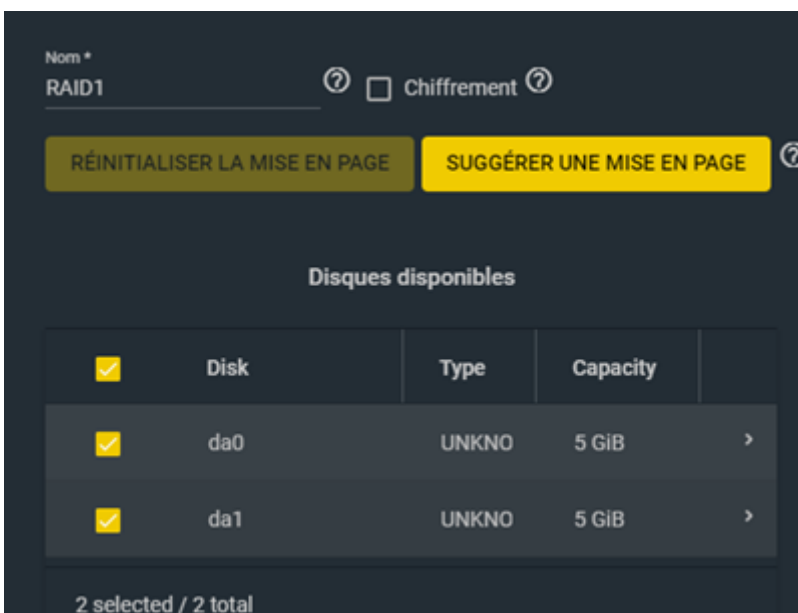 Nom *
RAID1
Chiffrement
RÉINITIALISER LA MISE EN PAGE
SUGGÉRER UNE MISE EN PAGE
Disques disponibles
Disk Type Capacity
da0 UNKNO 5 GiB
da1 UNKNO 5 GiB
2 selected / 2 total